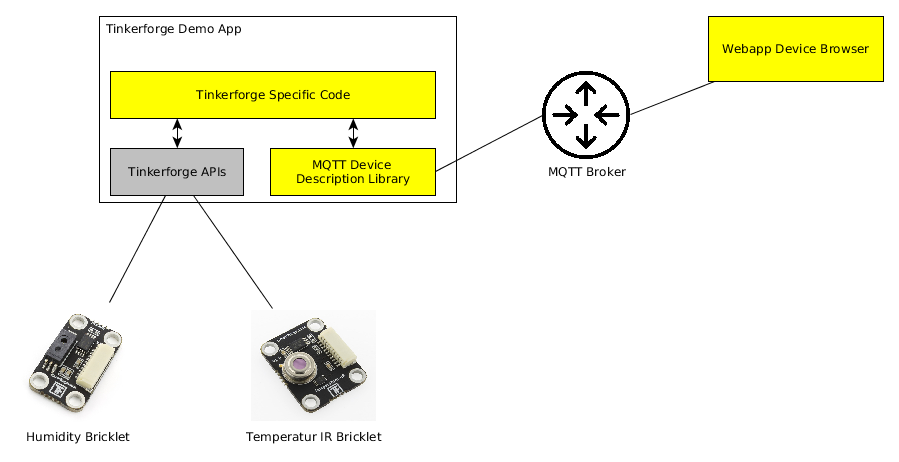 Tinkerforge Demo App
Webapp Device Browser
Tinkerforge Specific Code
Tinkerforge APIs
MQTT Device
Description Library
MQTT Broker
Humidity Bricklet
Temperatur IR Bricklet